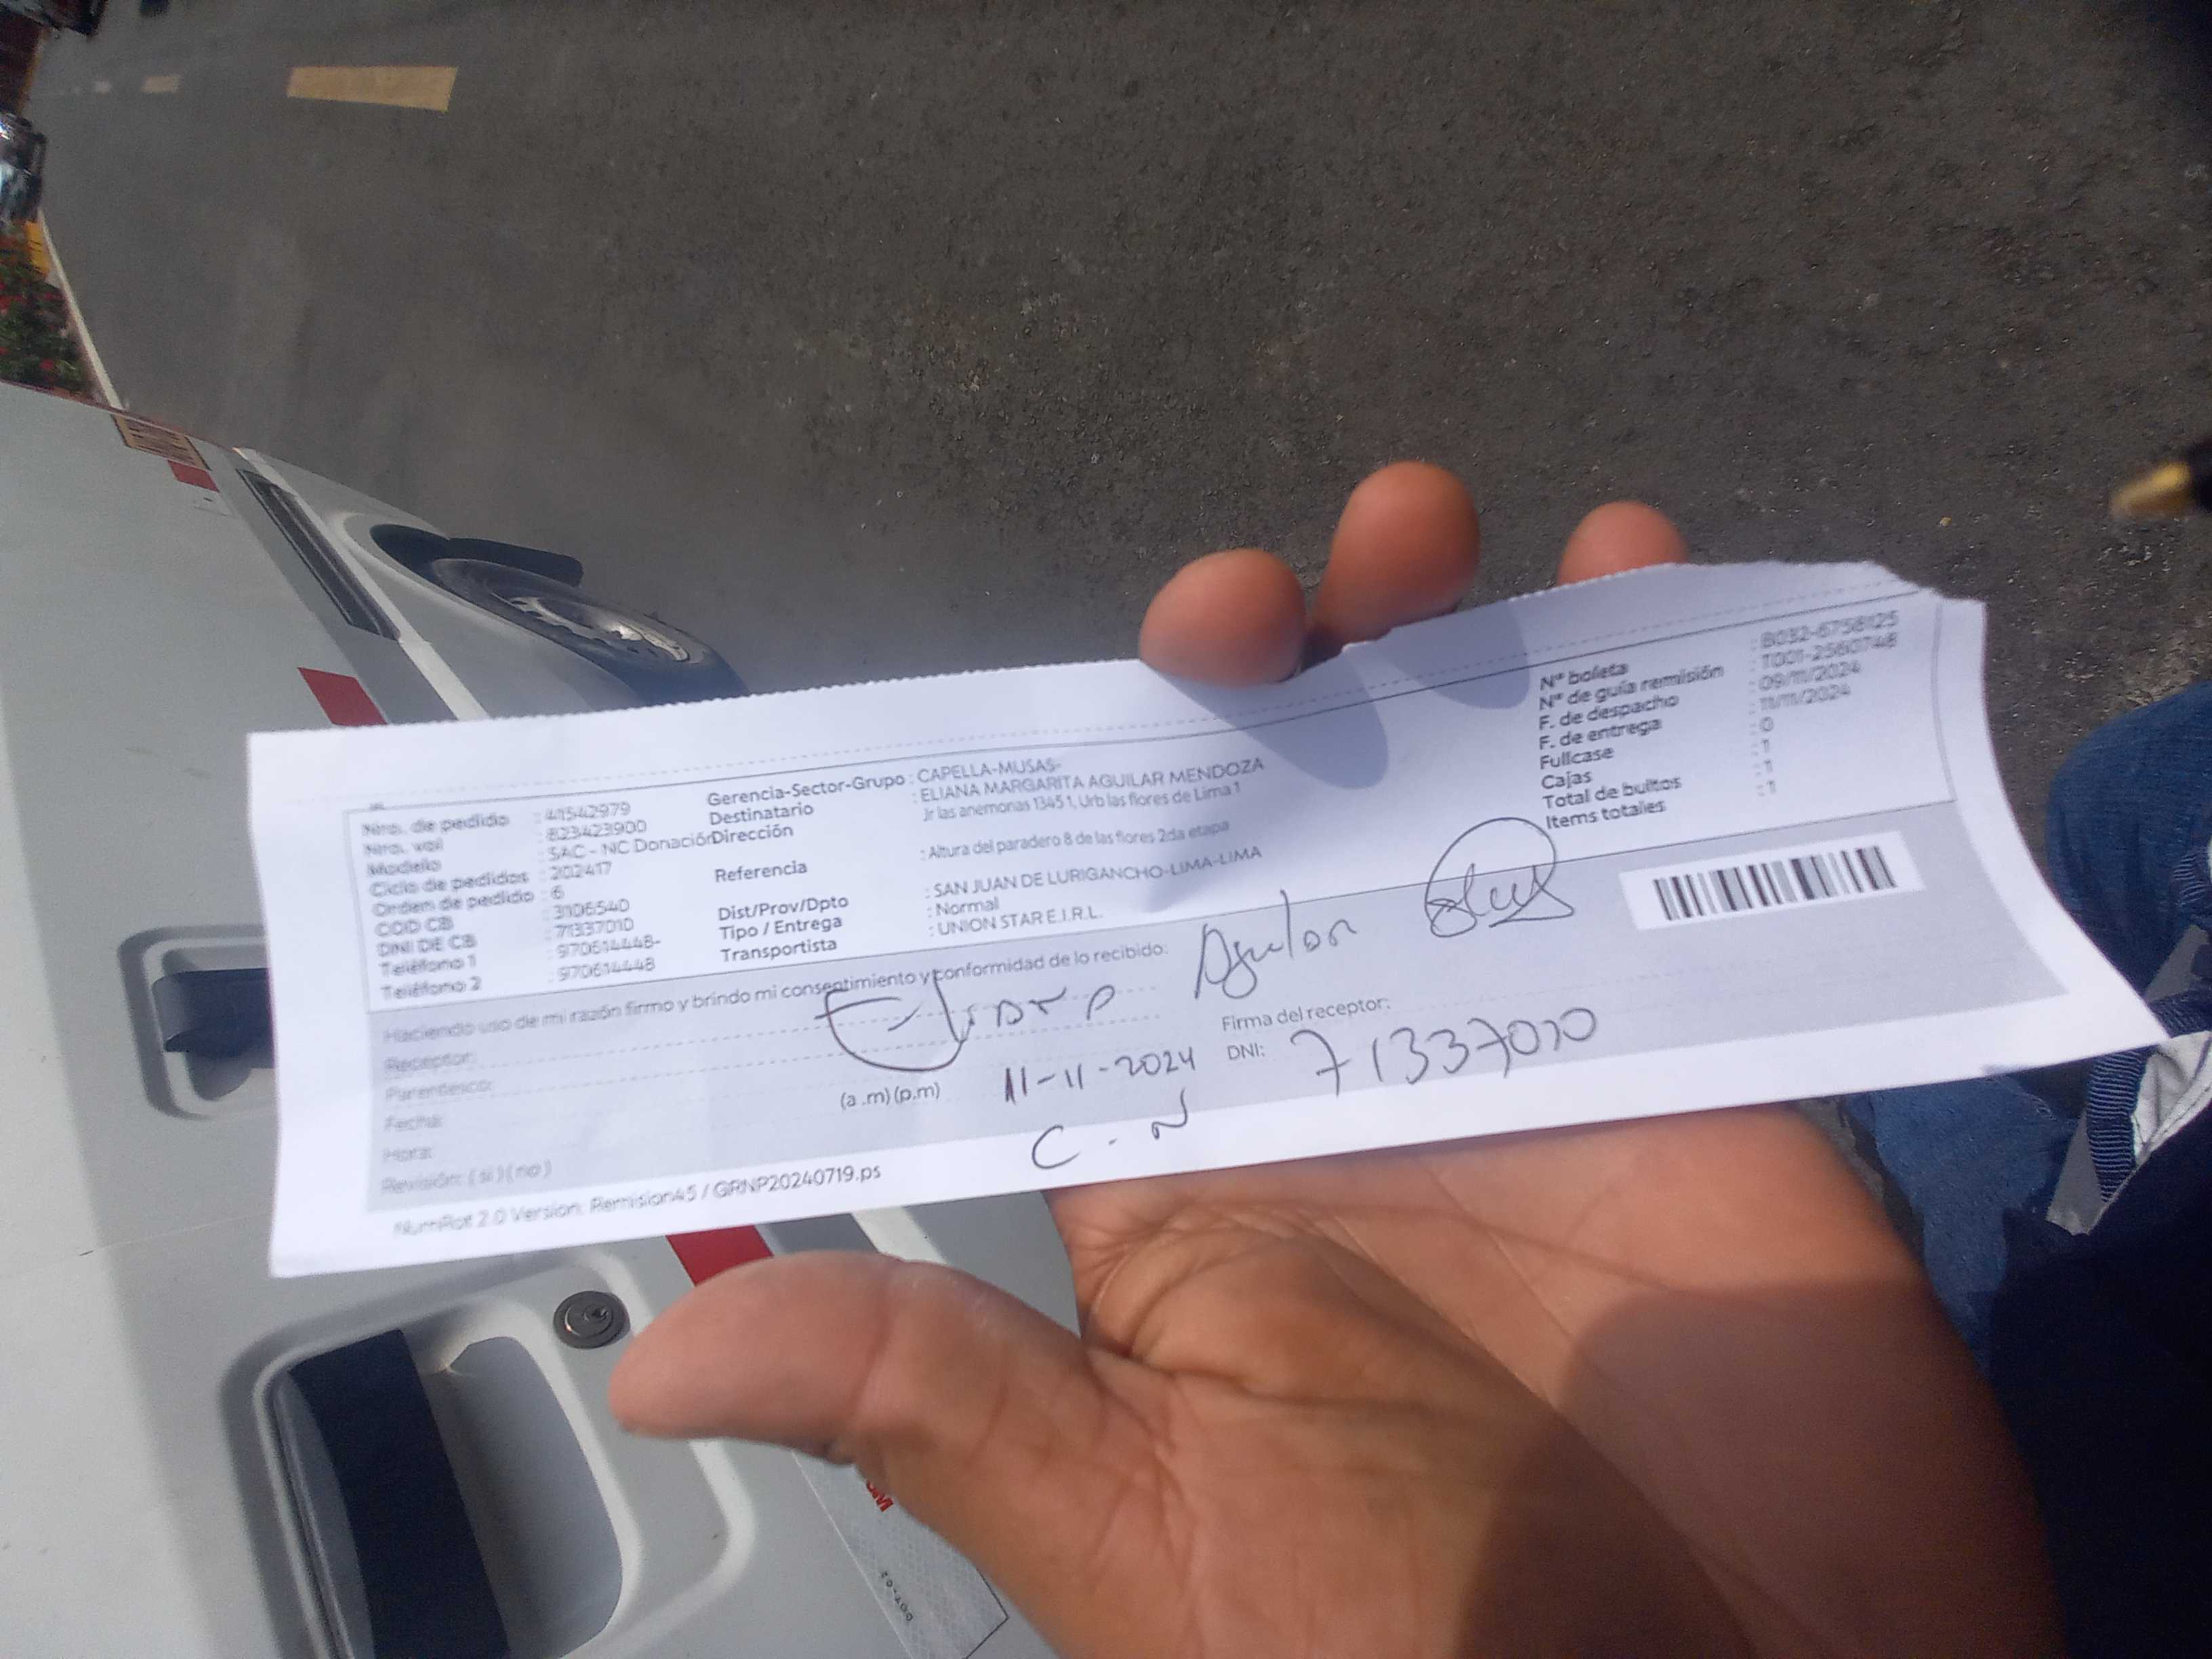 Nro. de pedido : 41542979
Nro. vol : 823423900
Modelo : SAC - NC Donación
Ciclo de pedidos : 202417
Orden de pedido : 6
COD CB : 3106540
DNI DE CB : 71337010
Teléfono 1 : 970614448-
Teléfono 2 : 970614448
Gerencia-Sector-Grupo : CAPELLA-MUSAS-
Destinatario : ELIANA MARGARITA AGUILAR MENDOZA
Dirección Jr las anemonas 1345 1, Urb las flores de Lima 1
Referencia : Altura del paradero 8 de las flores 2da etapa
Dist/Prov/Dpto : SAN JUAN DE LURIGANCHO-LIMA-LIMA
Tipo / Entrega : Normal
Transportista : UNION STAR E.I.R.L.
N° boleta : B032-6758125
N° de guía remisión : T001-2560748
F. de despacho : 09/11/2024
F. de entrega : 11/11/2024
Fullcase : 0
Cajas : 1
Total de bultos : 1
Items totales : 1
Haciendo uso de mi razón firmo y brindo mi consentimiento y conformidad de lo recibido:
Receptor: Eliana Aguilar
Parentesco:
Firma del receptor:
Fecha: 11-11-2024
DNI: 71337010
Hora: (a .m) (p.m)
C - N
Revisión: ( si ) ( no )
NumRot 2.0 Version: Remision45 / GRNP20240719.ps
DOT-C2